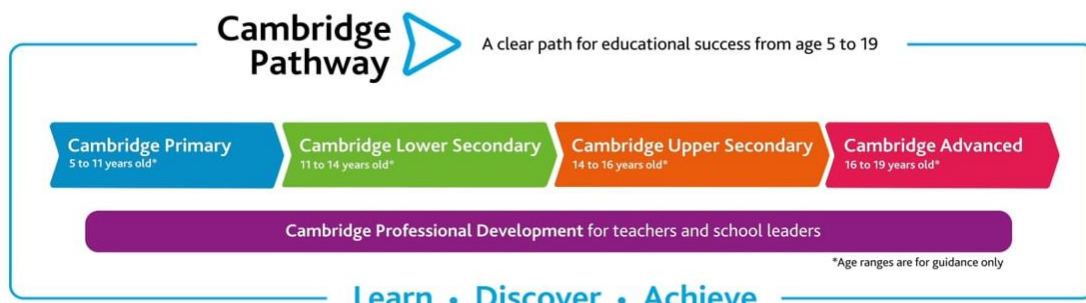 Cambridge
Pathway
A clear path for educational success from age 5 to 19
Cambridge Primary
5 to 11 years old*
Cambridge Lower Secondary
11 to 14 years old*
Cambridge Upper Secondary
14 to 16 years old*
Cambridge Advanced
16 to 19 years old*
Cambridge Professional Development for teachers and school leaders
*Age ranges are for guidance only
Learn • Discover • Achieve